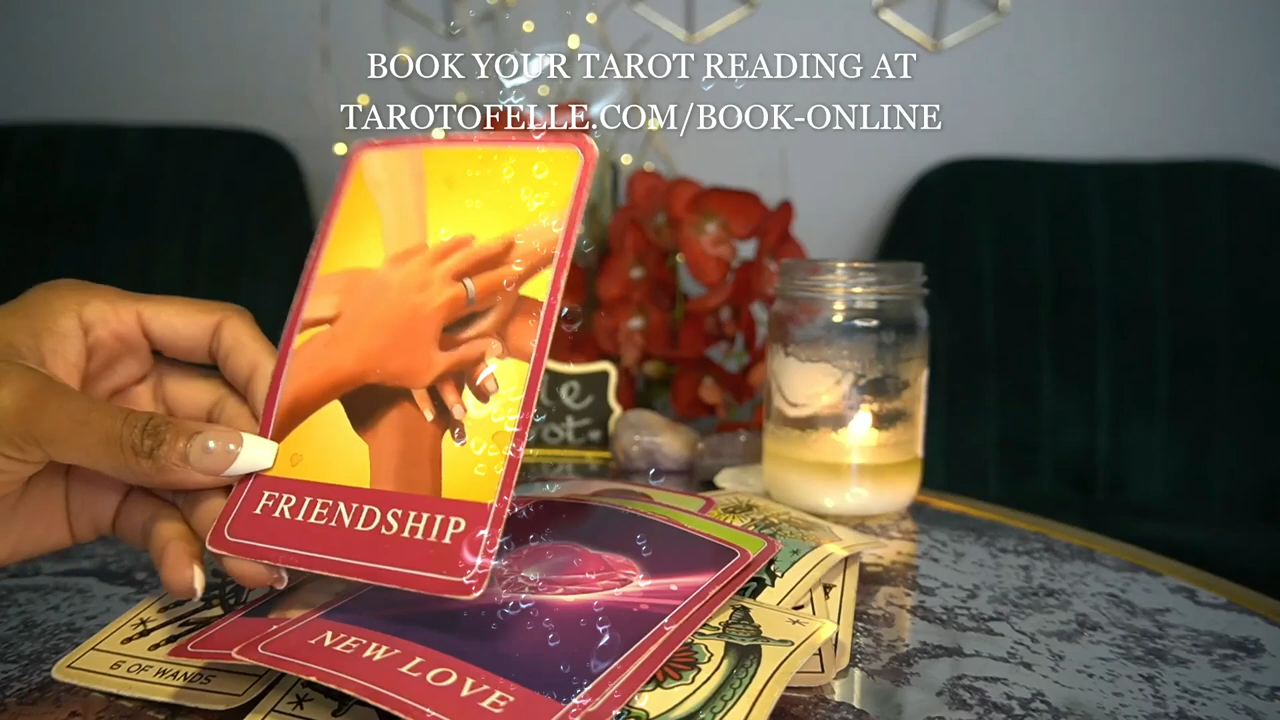 BOOK YOUR TAROT READING AT
TAROTOFELLE.COM/BOOK-ONLINE
FRIENDSHIP
NEW LOVE
6 OF WANDS